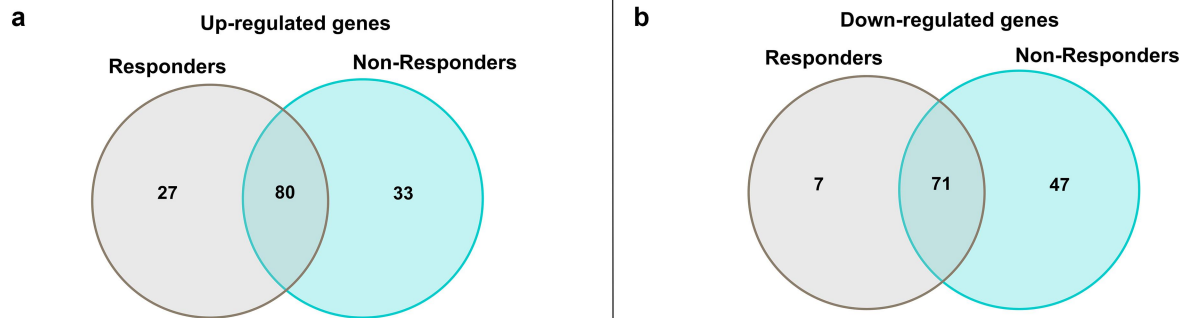 a
Up-regulated genes
Responders
Non-Responders
27
80
33
b
Down-regulated genes
Responders
Non-Responders
7
71
47